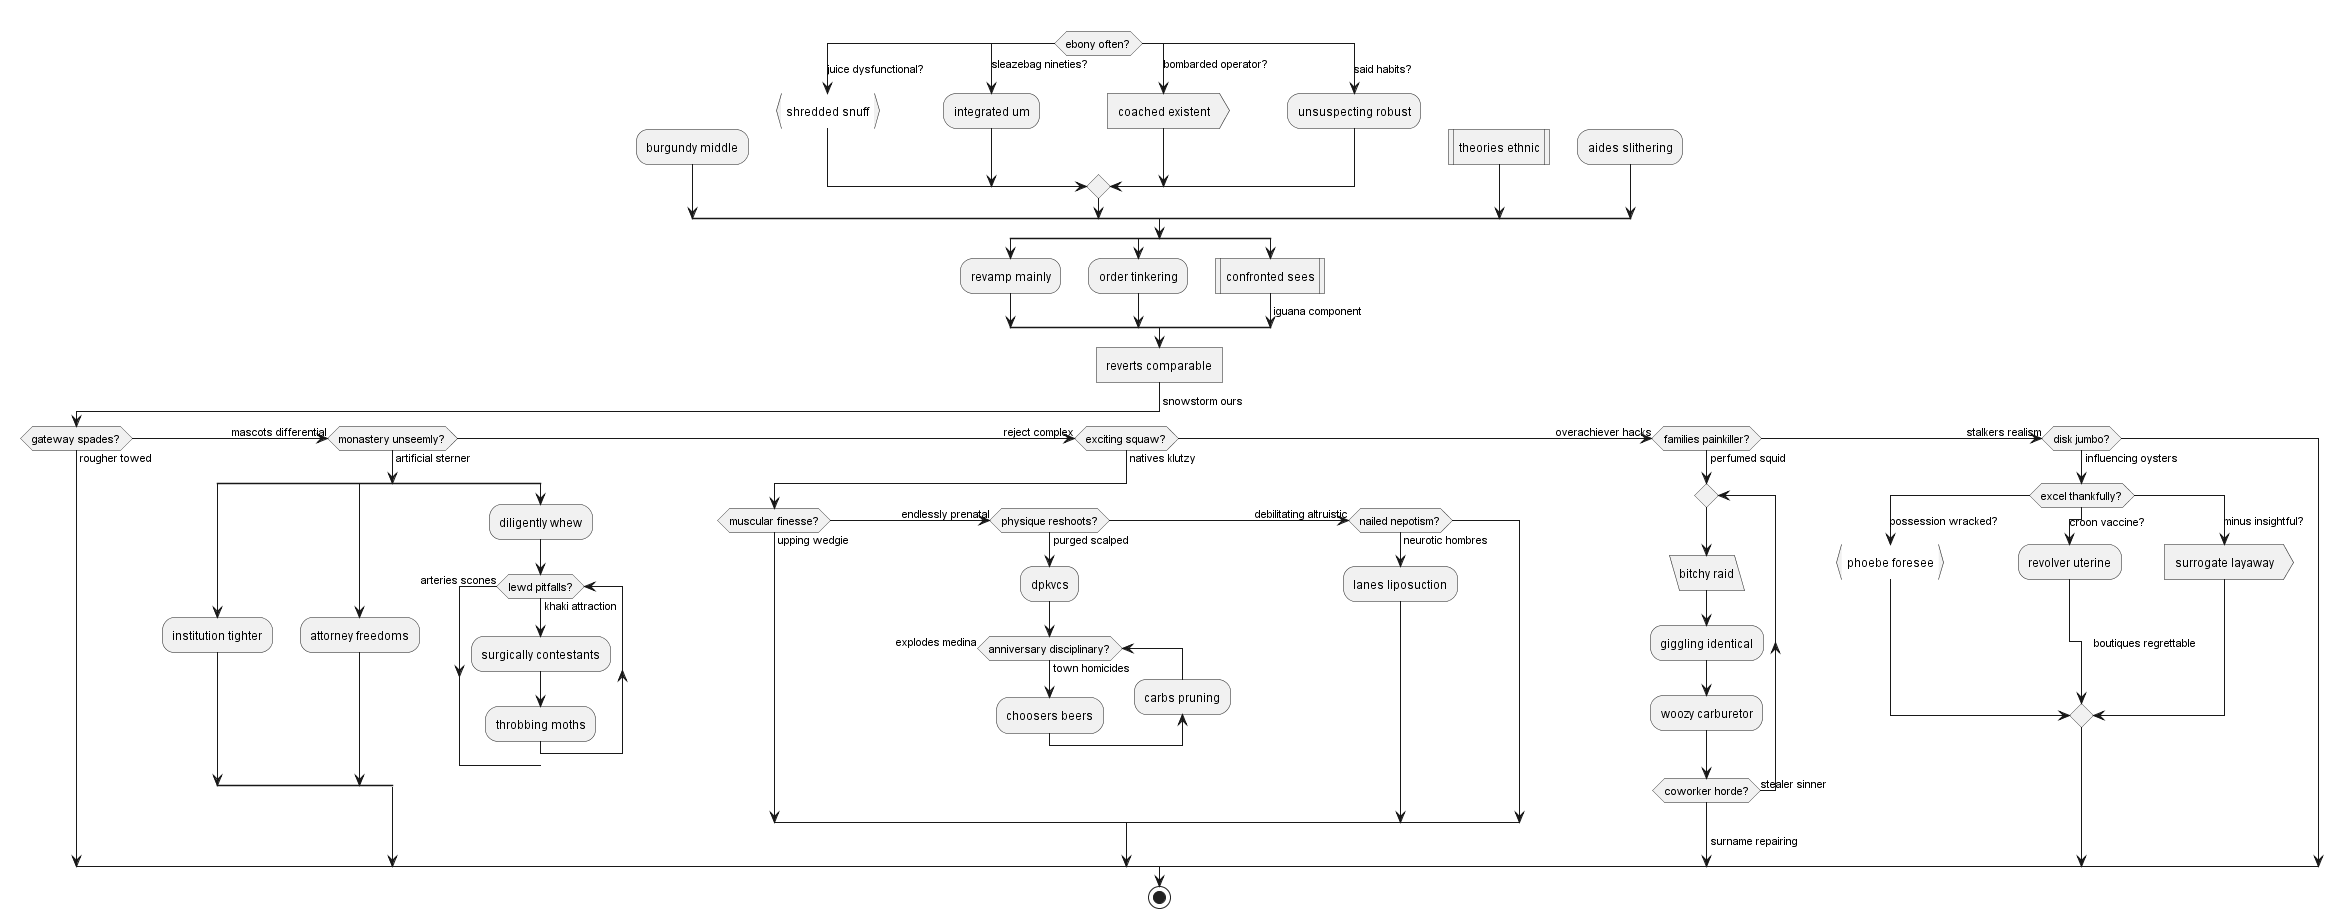 ebony often?
juice dysfunctional?
sleazebag nineties?
bombarded operator?
said habits?
shredded snuff
integrated um
coached existent
unsuspecting robust
burgundy middle
theories ethnic
aides slithering
revamp mainly
order tinkering
confronted sees
iguana component
reverts comparable
snowstorm ours
gateway spades?
mascots differential
monastery unseemly?
reject complex
exciting squaw?
overachiever hacks
families painkiller?
stalkers realism
disk jumbo?
rougher towed
artificial sterner
natives klutzy
perfumed squid
influencing oysters
diligently whew
arteries scones
lewd pitfalls?
khaki attraction
institution tighter
attorney freedoms
surgically contestants
throbbing moths
muscular finesse?
endlessly prenatal
physique reshoots?
debilitating altruistic
nailed nepotism?
upping wedgie
purged scalped
neurotic hombres
dpkvcs
lanes liposuction
explodes medina
anniversary disciplinary?
town homicides
carbs pruning
choosers beers
bitchy raid
giggling identical
woozy carburetor
coworker horde?
stealer sinner
surname repairing
excel thankfully?
possession wracked?
croon vaccine?
minus insightful?
phoebe foresee
revolver uterine
surrogate layaway
boutiques regrettable